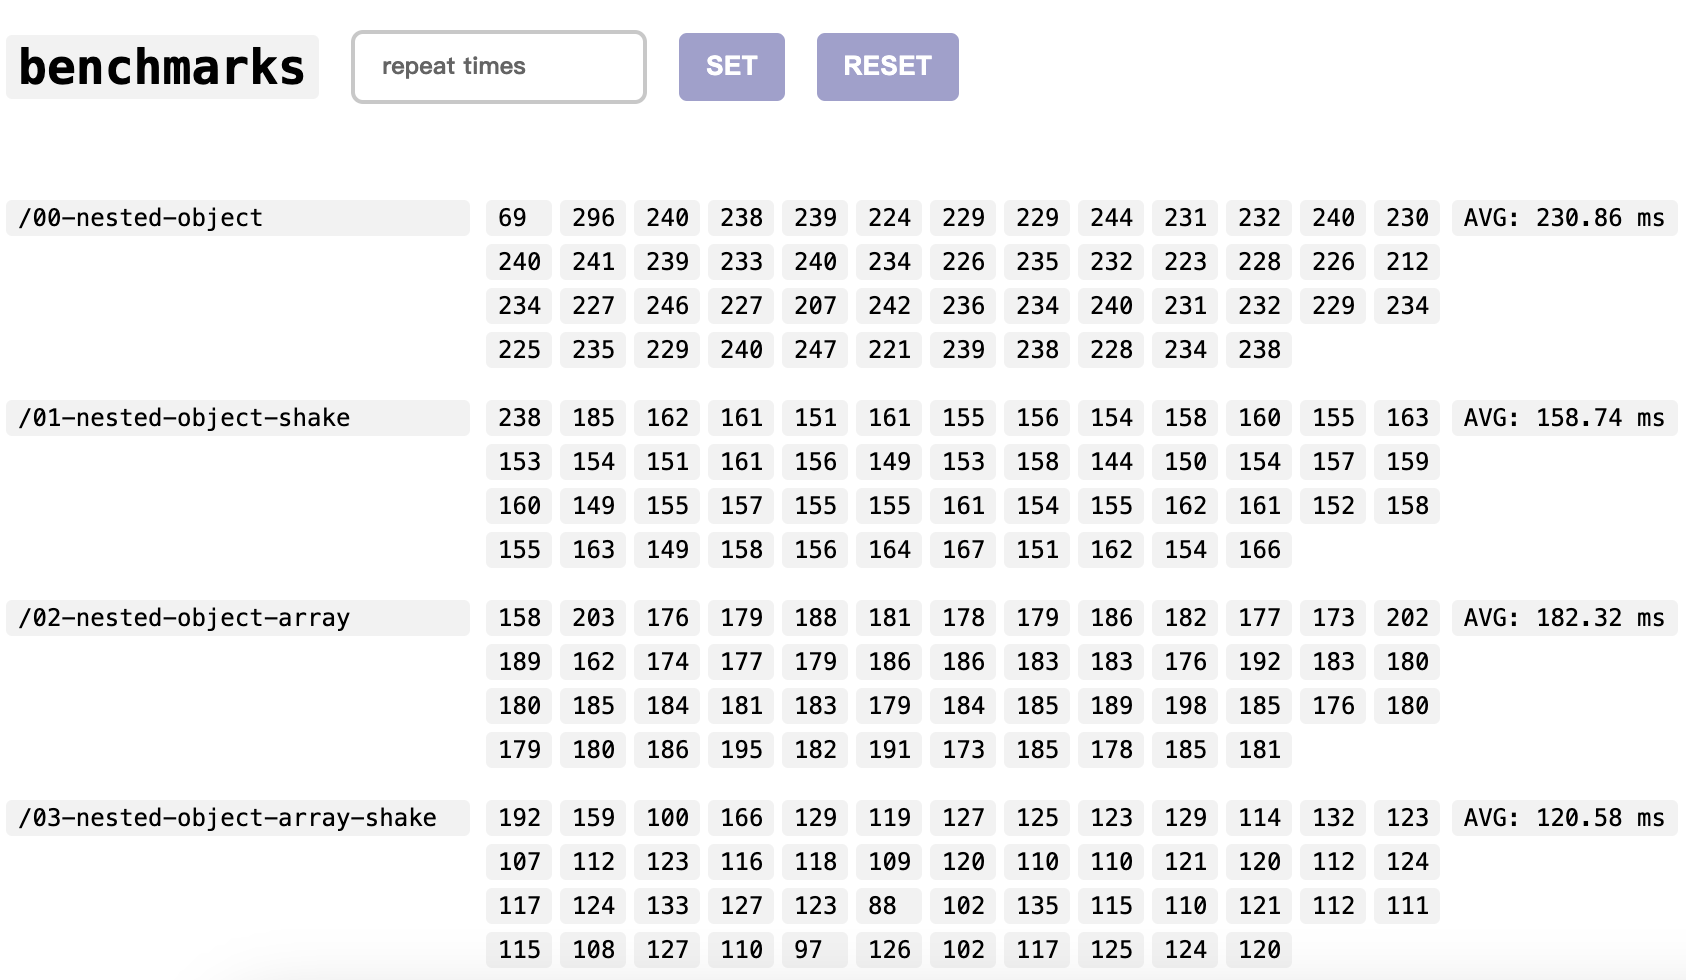 benchmarks repeat times SET RESET
/00-nested-object 69 296 240 238 239 224 229 229 244 231 232 240 230 AVG: 230.86 ms
240 241 239 233 240 234 226 235 232 223 228 226 212
234 227 246 227 207 242 236 234 240 231 232 229 234
225 235 229 240 247 221 239 238 228 234 238
/01-nested-object-shake 238 185 162 161 151 161 155 156 154 158 160 155 163 AVG: 158.74 ms
153 154 151 161 156 149 153 158 144 150 154 157 159
160 149 155 157 155 155 161 154 155 162 161 152 158
155 163 149 158 156 164 167 151 162 154 166
/02-nested-object-array 158 203 176 179 188 181 178 179 186 182 177 173 202 AVG: 182.32 ms
189 162 174 177 179 186 186 183 183 176 192 183 180
180 185 184 181 183 179 184 185 189 198 185 176 180
179 180 186 195 182 191 173 185 178 185 181
/03-nested-object-array-shake 192 159 100 166 129 119 127 125 123 129 114 132 123 AVG: 120.58 ms
107 112 123 116 118 109 120 110 110 121 120 112 124
117 124 133 127 123 88 102 135 115 110 121 112 111
115 108 127 110 97 126 102 117 125 124 120